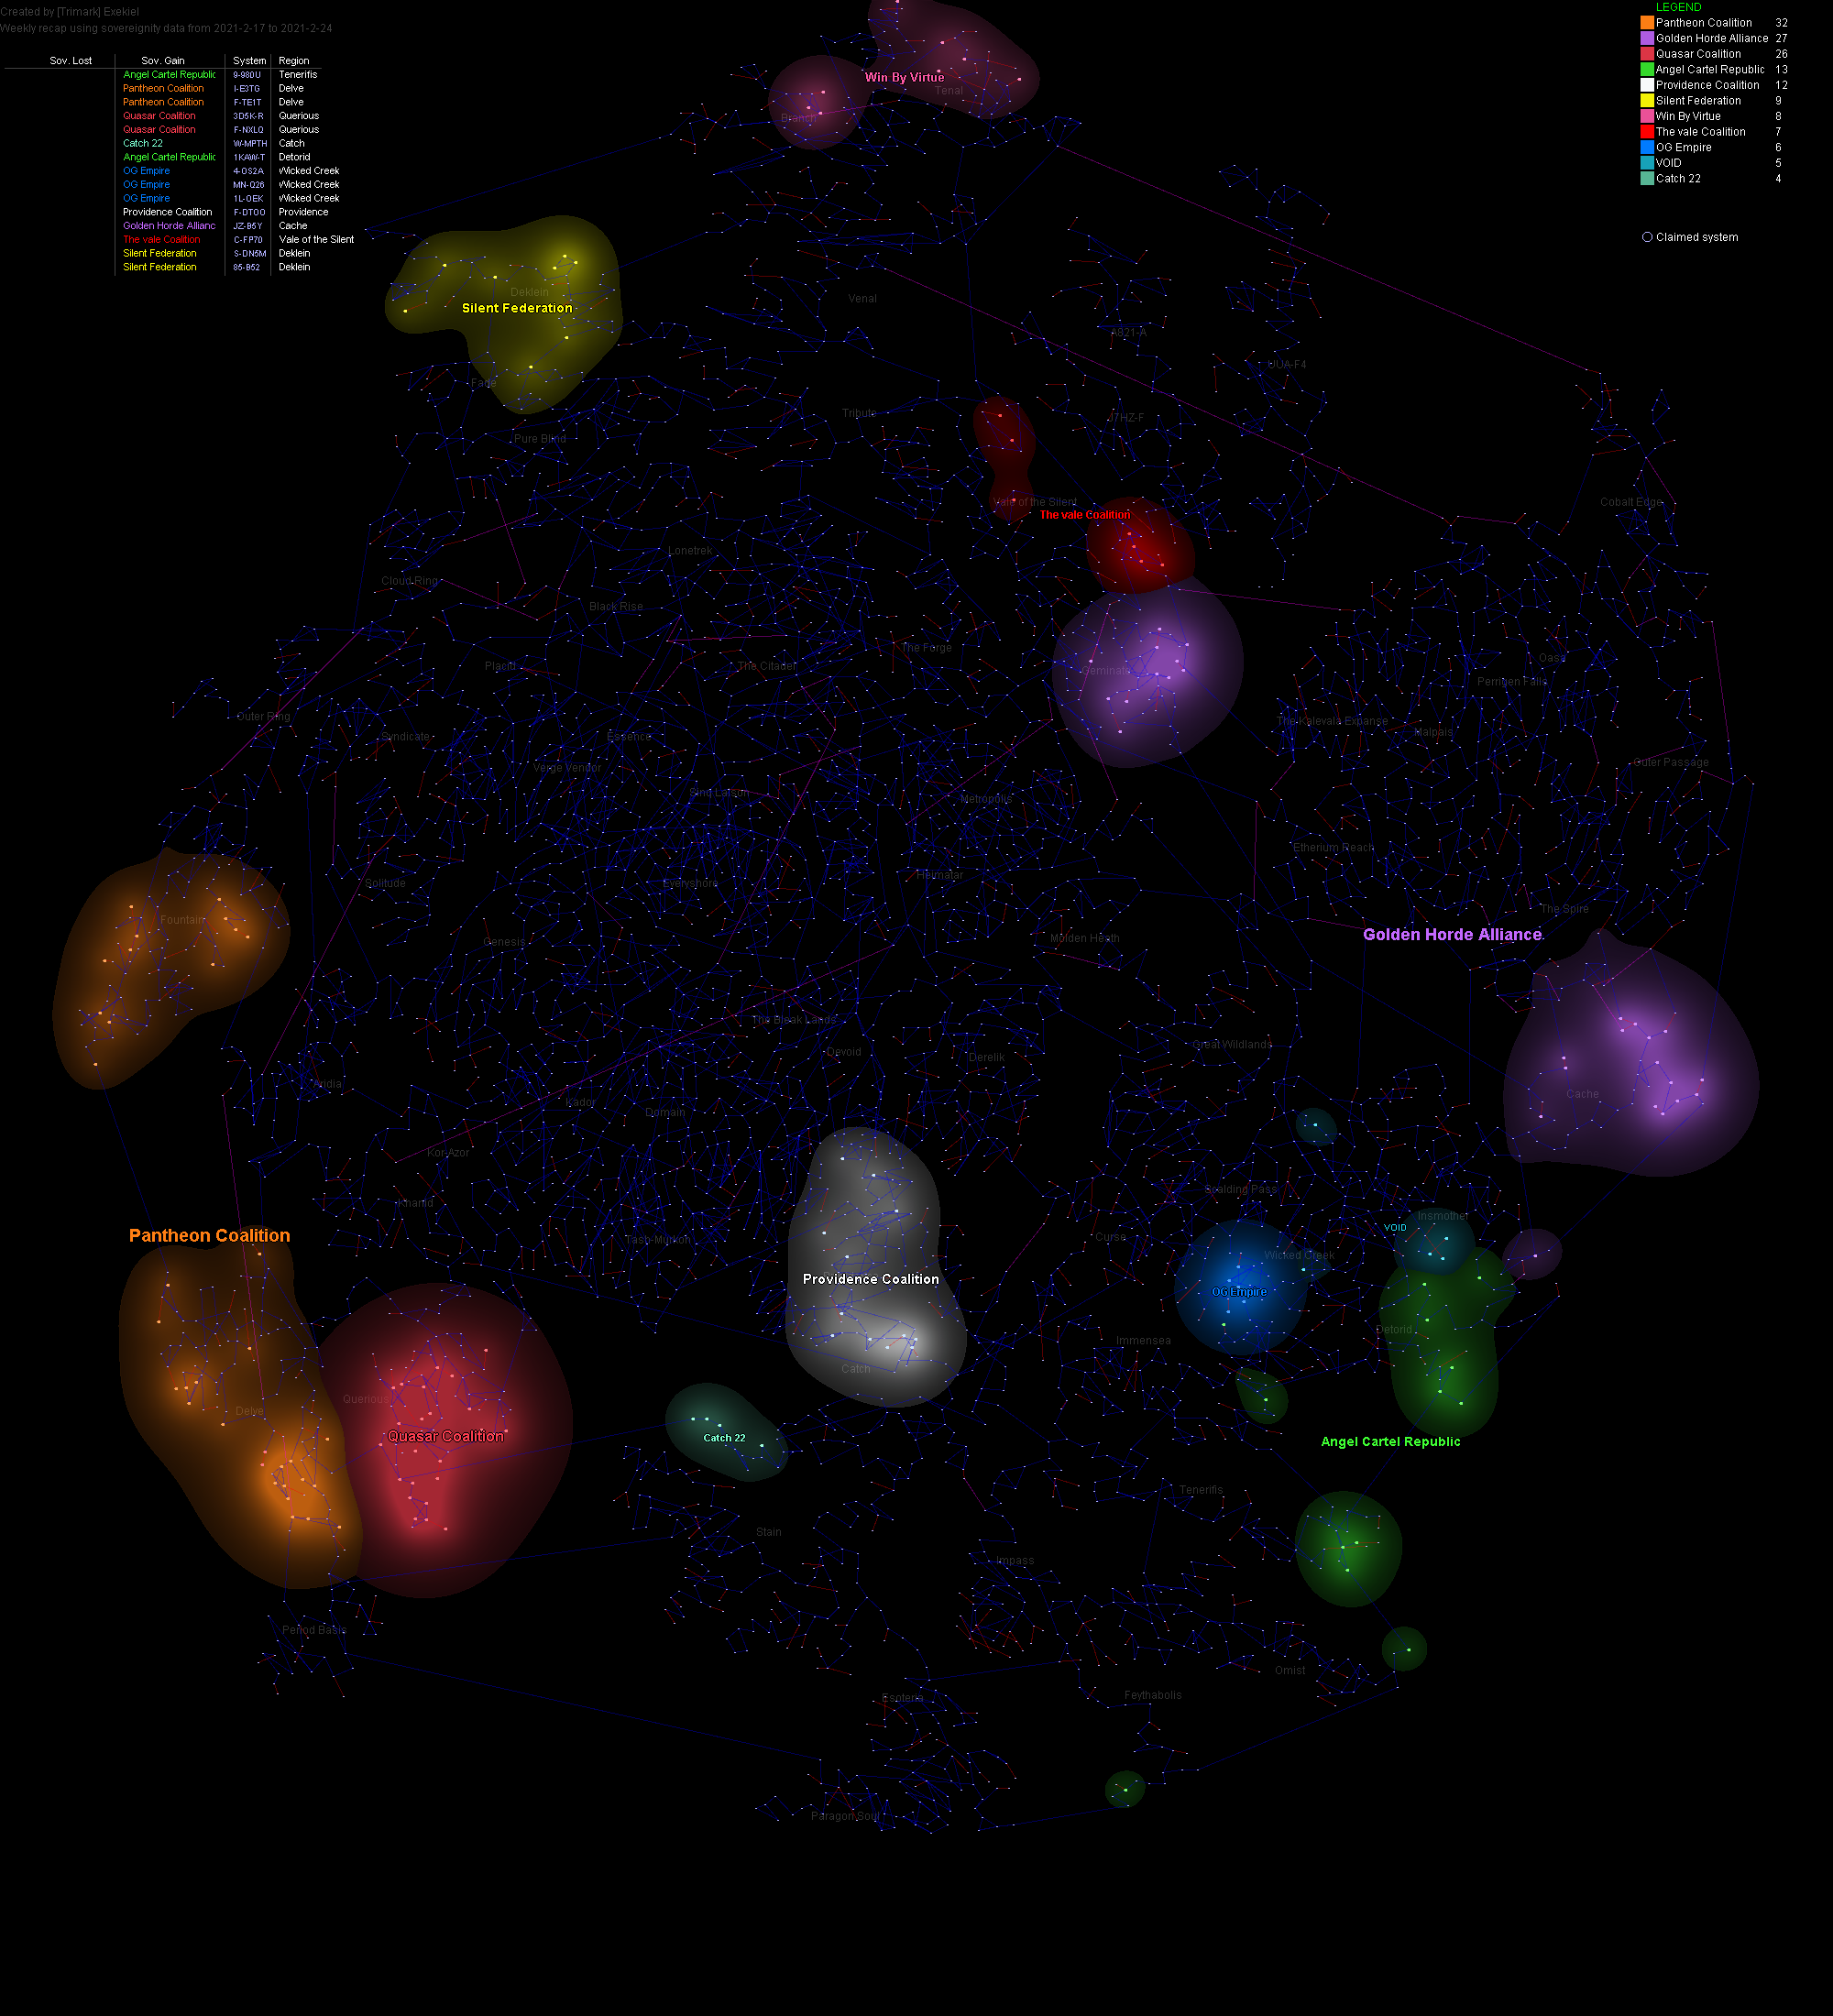 Created by [Trimark] Exekiel
Weekly recap using sovereignity data from 2021-2-17 to 2021-2-24
Sov. Lost Sov. Gain System Region
Angel Cartel Republic 9-980U Tenerifis
Pantheon Coalition I-E3TG Delve
Pantheon Coalition F-TE1T Delve
Quasar Coalition 3D5K-R Querious
Quasar Coalition F-NXLQ Querious
Catch 22 W-MPTH Catch
Angel Cartel Republic 1KAW-T Detorid
OG Empire 4-OS2A Wicked Creek
OG Empire MN-Q26 Wicked Creek
OG Empire 1L-OEK Wicked Creek
Providence Coalition F-DTOO Providence
Golden Horde Allianc JZ-B5Y Cache
The vale Coalition C-FP70 Vale of the Silent
Silent Federation S-DN5M Deklein
Silent Federation 85-B52 Deklein
LEGEND
Pantheon Coalition 32
Golden Horde Alliance 27
Quasar Coalition 26
Angel Cartel Republic 13
Providence Coalition 12
Silent Federation 9
Win By Virtue 8
The vale Coalition 7
OG Empire 6
VOID 5
Catch 22 4
Claimed system
Win By Virtue
Tenal
Branch
Deklein
Silent Federation
Venal
A821-A
UUA-F4
Fade
Tribute
J7HZ-F
Pure Blind
Vale of the Silent
The vale Coalition
Cobalt Edge
Lonetrek
Cloud Ring
Black Rise
The Forge
Placid
The Citadel
Geminate
Oasa
Perrigen Falls
Outer Ring
The Kalevala Expanse
Malpais
Syndicate
Essence
Verge Vendor
Outer Passage
Sinq Laison
Metropolis
Etherium Reach
Solitude
Everyshore
Heimatar
The Spire
Fountain
Golden Horde Alliance
Genesis
Molden Heath
The Bleak Lands
Great Wildlands
Devoid
Derelik
Aridia
Cache
Kador
Domain
Kor-Azor
Khanid
Scalding Pass
Insmother
VOID
Pantheon Coalition
Tash-Murkon
Curse
Wicked Creek
Providence Coalition
OG Empire
Detorid
Immensea
Catch
Querious
Delve
Quasar Coalition
Catch 22
Angel Cartel Republic
Tenerifis
Stain
Impass
Period Basis
Omist
Esoteria
Feythabolis
Paragon Soul